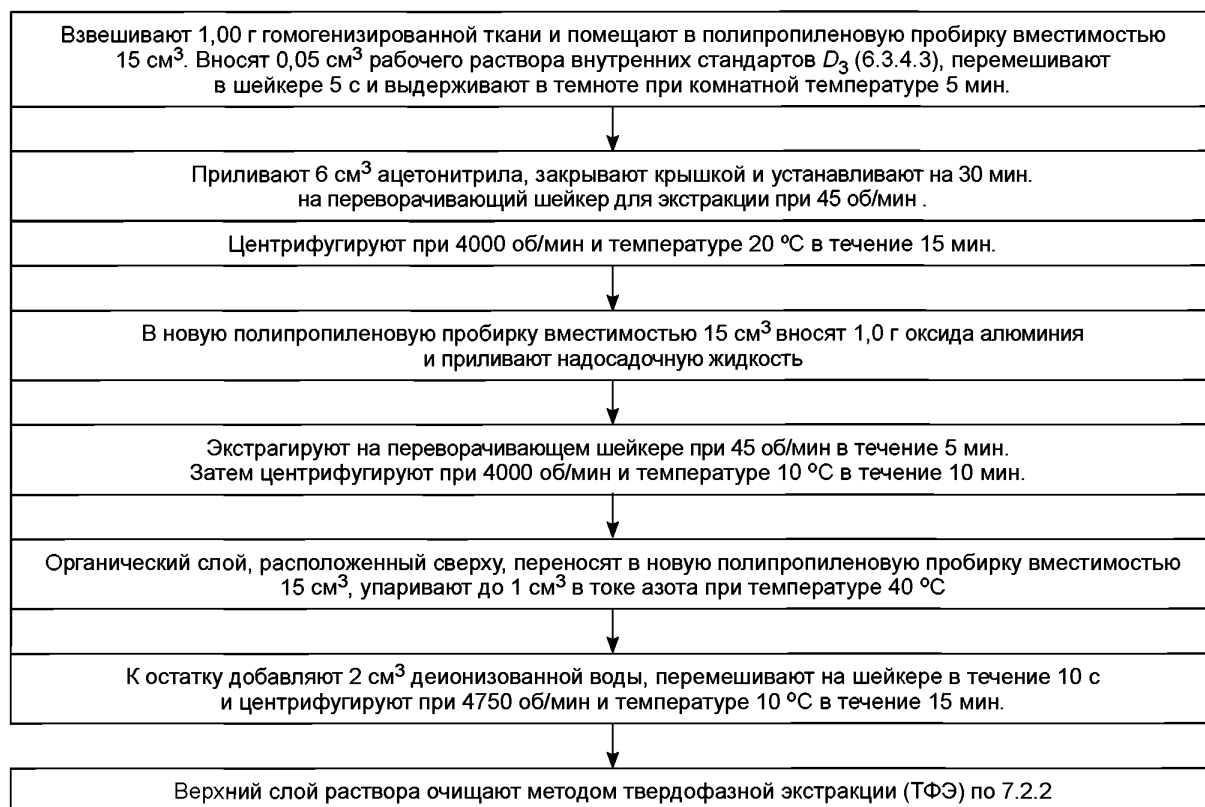 Взвешивают 1,00 г гомогенизированной ткани и помещают в полипропиленовую пробирку вместимостью
15 см³. Вносят 0,05 см³ рабочего раствора внутренних стандартов D₃ (6.3.4.3), перемешивают
в шейкере 5 с и выдерживают в темноте при комнатной температуре 5 мин.
Приливают 6 см³ ацетонитрила, закрывают крышкой и устанавливают на 30 мин.
на переворачивающий шейкер для экстракции при 45 об/мин .
Центрифугируют при 4000 об/мин и температуре 20 ºС в течение 15 мин.
В новую полипропиленовую пробирку вместимостью 15 см³ вносят 1,0 г оксида алюминия
и приливают надосадочную жидкость
Экстрагируют на переворачивающем шейкере при 45 об/мин в течение 5 мин.
Затем центрифугируют при 4000 об/мин и температуре 10 ºС в течение 10 мин.
Органический слой, расположенный сверху, переносят в новую полипропиленовую пробирку вместимостью
15 см³, упаривают до 1 см³ в токе азота при температуре 40 ºС
К остатку добавляют 2 см³ деионизованной воды, перемешивают на шейкере в течение 10 с
и центрифугируют при 4750 об/мин и температуре 10 ºС в течение 15 мин.
Верхний слой раствора очищают методом твердофазной экстракции (ТФЭ) по 7.2.2